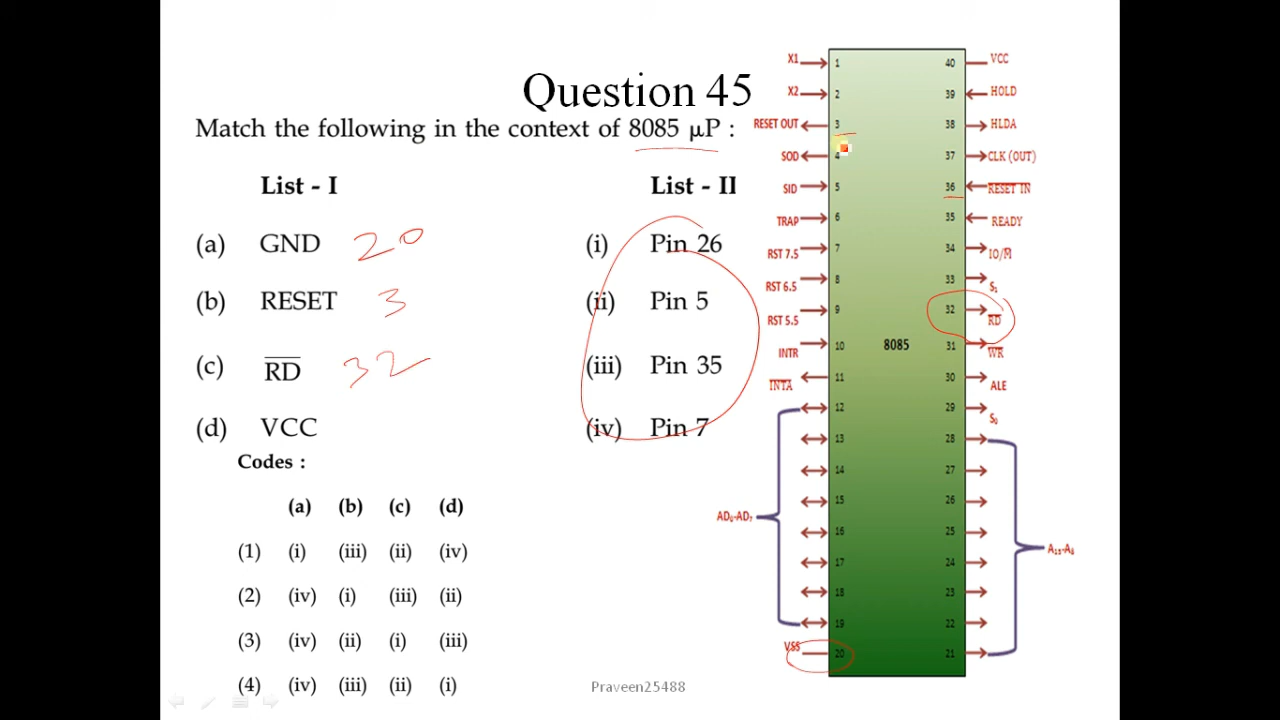 Question 45
Match the following in the context of 8085 μP :
List - I List - II
(a) GND 20 (i) Pin 26
(b) RESET 3 (ii) Pin 5
(c) R̅D̅ 32 (iii) Pin 35
(d) VCC (iv) Pin 7
Codes :
(a) (b) (c) (d)
(1) (i) (iii) (ii) (iv)
(2) (iv) (i) (iii) (ii)
(3) (iv) (ii) (i) (iii)
(4) (iv) (iii) (ii) (i)
Praveen25488
X1 1 40 VCC
X2 2 39 HOLD
RESET OUT 3 38 HLDA
SOD 4 37 CLK (OUT)
SID 5 36 R̅E̅S̅E̅T̅ I̅N̅
TRAP 6 35 READY
RST 7.5 7 34 IO/M̅
RST 6.5 8 33 S₁
RST 5.5 9 32 R̅D̅
INTR 10 8085 31 W̅R̅
I̅N̅T̅A̅ 11 30 ALE
12 29 S₀
13 28
14 27
15 26
AD₀-AD₇ 16 25
17 24 A₁₅-A₈
18 23
19 22
VSS 20 21